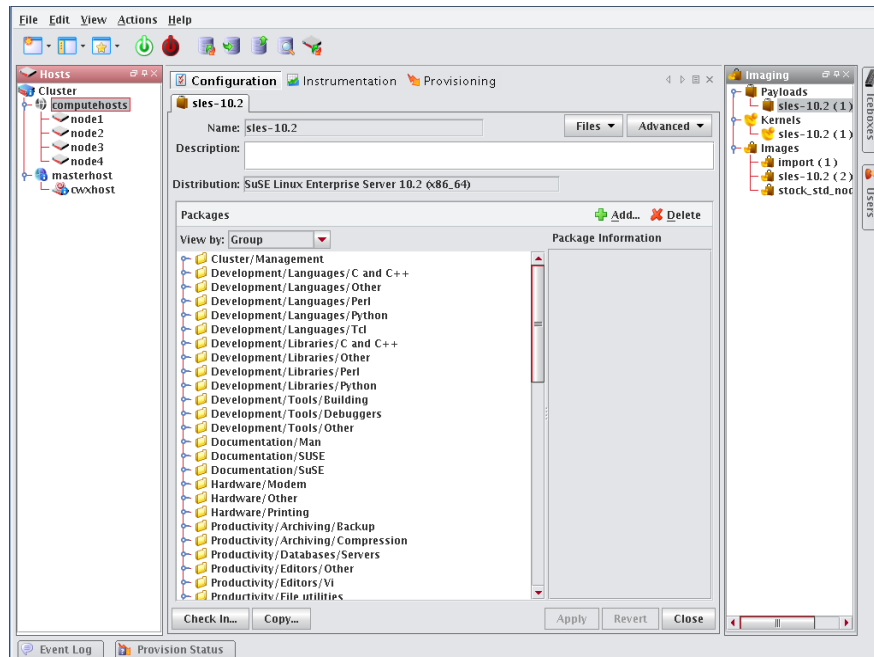 File Edit View Actions Help
Hosts
Cluster
computehosts
node1
node2
node3
node4
masterhost
cwxhost
Configuration Instrumentation Provisioning
sles-10.2
Name: sles-10.2
Files Advanced
Description:
Distribution: SuSE Linux Enterprise Server 10.2 (x86_64)
Packages
Add... Delete
View by: Group
Package Information
Cluster/Management
Development/Languages/C and C++
Development/Languages/Other
Development/Languages/Perl
Development/Languages/Python
Development/Languages/Tcl
Development/Libraries/C and C++
Development/Libraries/Other
Development/Libraries/Perl
Development/Libraries/Python
Development/Tools/Building
Development/Tools/Debuggers
Development/Tools/Other
Documentation/Man
Documentation/SUSE
Documentation/SuSE
Hardware/Modem
Hardware/Other
Hardware/Printing
Productivity/Archiving/Backup
Productivity/Archiving/Compression
Productivity/Databases/Servers
Productivity/Editors/Other
Productivity/Editors/Vi
Productivity/File utilities
Check In... Copy...
Apply Revert Close
Imaging
Payloads
sles-10.2 (1)
Kernels
sles-10.2 (1)
Images
import (1)
sles-10.2 (2)
stock_std_noc
Iceboxes
Users
Event Log Provision Status